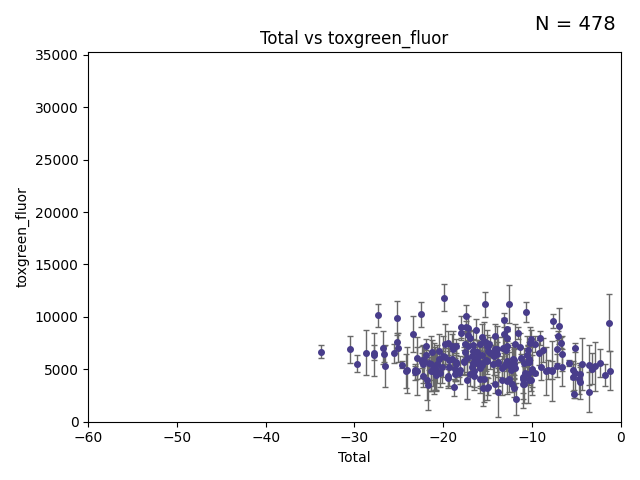 N = 478
Total vs toxgreen_fluor
35000
30000
25000
20000
15000
10000
5000
0
toxgreen_fluor
−60 −50 −40 −30 −20 −10 0
Total